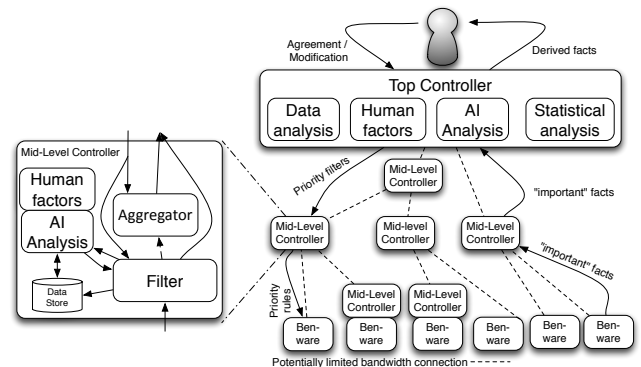 Agreement /
Modification
Derived facts
Top Controller
Data
analysis
Human
factors
AI
Analysis
Statistical
analysis
Mid-Level Controller
Human
factors
AI
Analysis
Aggregator
Filter
Data
Store
Priority filters
Mid-Level
Controller
"important" facts
Mid-Level
Controller
Mid-level
Controller
Mid-Level
Controller
"important" facts
Priority
rules
Mid-Level
Controller
Mid-Level
Controller
Ben-
ware
Ben-
ware
Ben-
ware
Ben-
ware
Ben-
ware
Ben-
ware
Potentially limited bandwidth connection